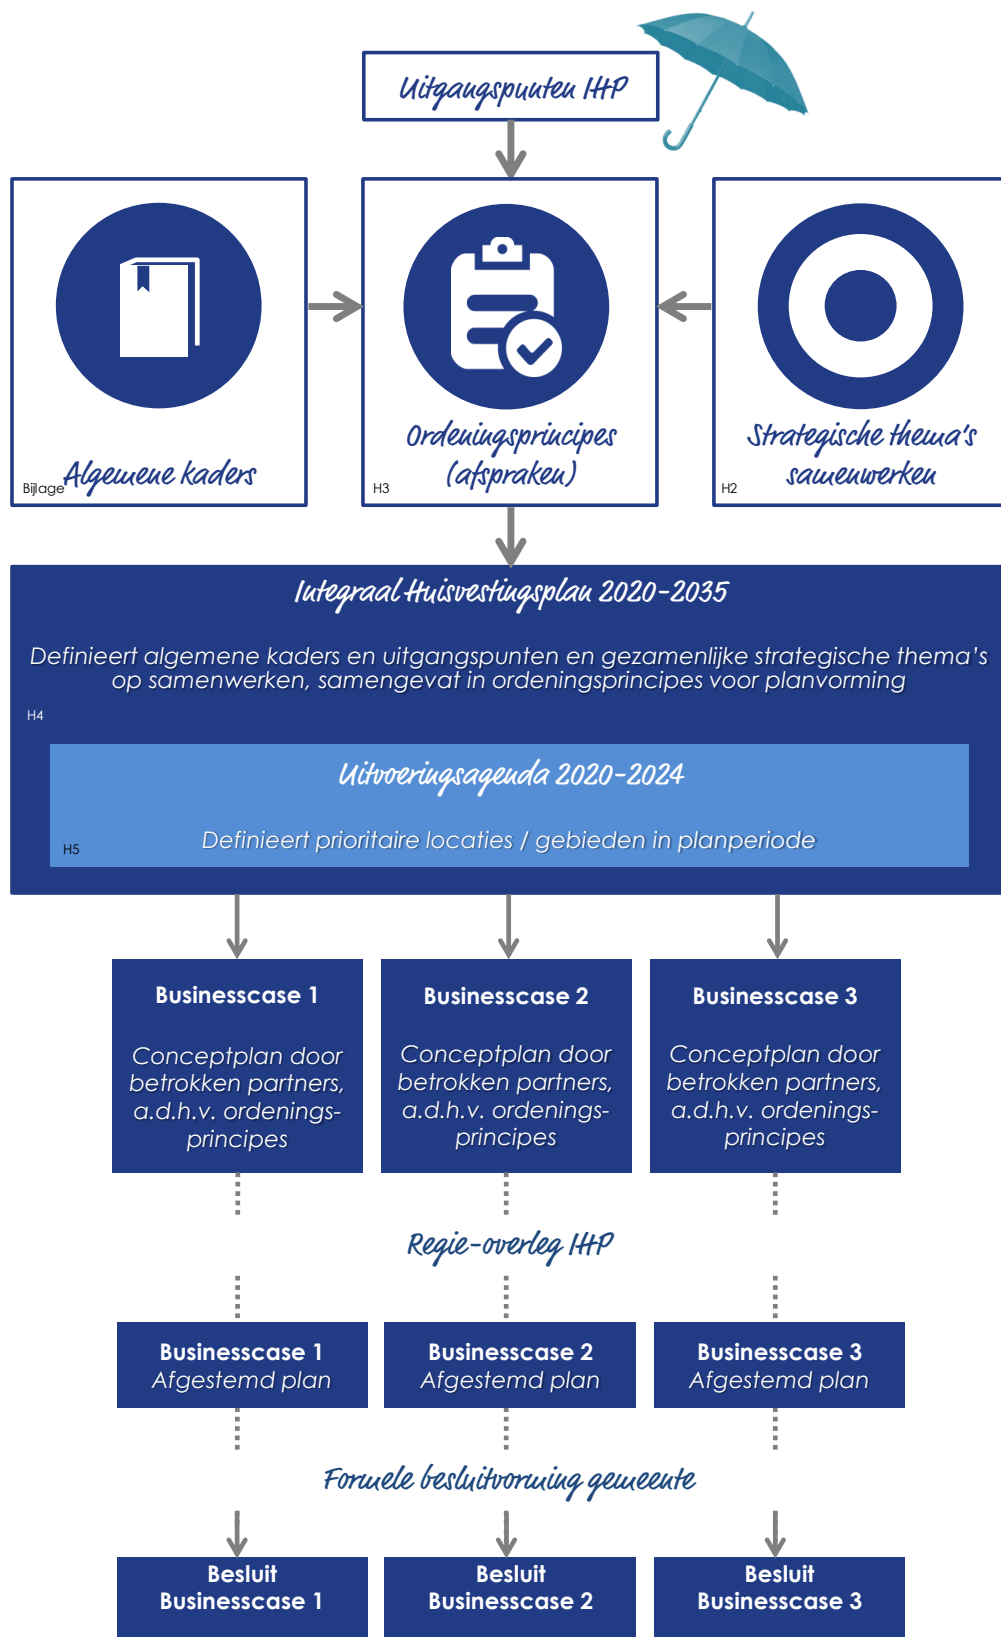 Uitgangspunten IHP
Algemene kaders
Bijlage
Ordeningsprincipes
(afspraken)
H3
Strategische thema's
samenwerken
H2
Integraal Huisvestingsplan 2020-2035
Definieert algemene kaders en uitgangspunten en gezamenlijke strategische thema's
op samenwerken, samengevat in ordeningsprincipes voor planvorming
H4
Uitvoeringsagenda 2020-2024
Definieert prioritaire locaties / gebieden in planperiode
H5
Businesscase 1
Conceptplan door
betrokken partners,
a.d.h.v. ordenings-
principes
Businesscase 2
Conceptplan door
betrokken partners,
a.d.h.v. ordenings-
principes
Businesscase 3
Conceptplan door
betrokken partners,
a.d.h.v. ordenings-
principes
Regie-overleg IHP
Businesscase 1
Afgestemd plan
Businesscase 2
Afgestemd plan
Businesscase 3
Afgestemd plan
Formele besluitvorming gemeente
Besluit
Businesscase 1
Besluit
Businesscase 2
Besluit
Businesscase 3